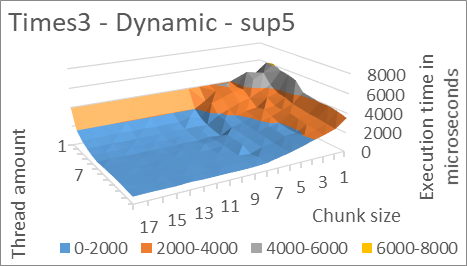 Times3 - Dynamic - sup5
Thread amount
1
7
17 15 13 11 9 7 5 3 1
Chunk size
8000
6000
4000
2000
0
Execution time in
microseconds
0-2000 2000-4000 4000-6000 6000-8000